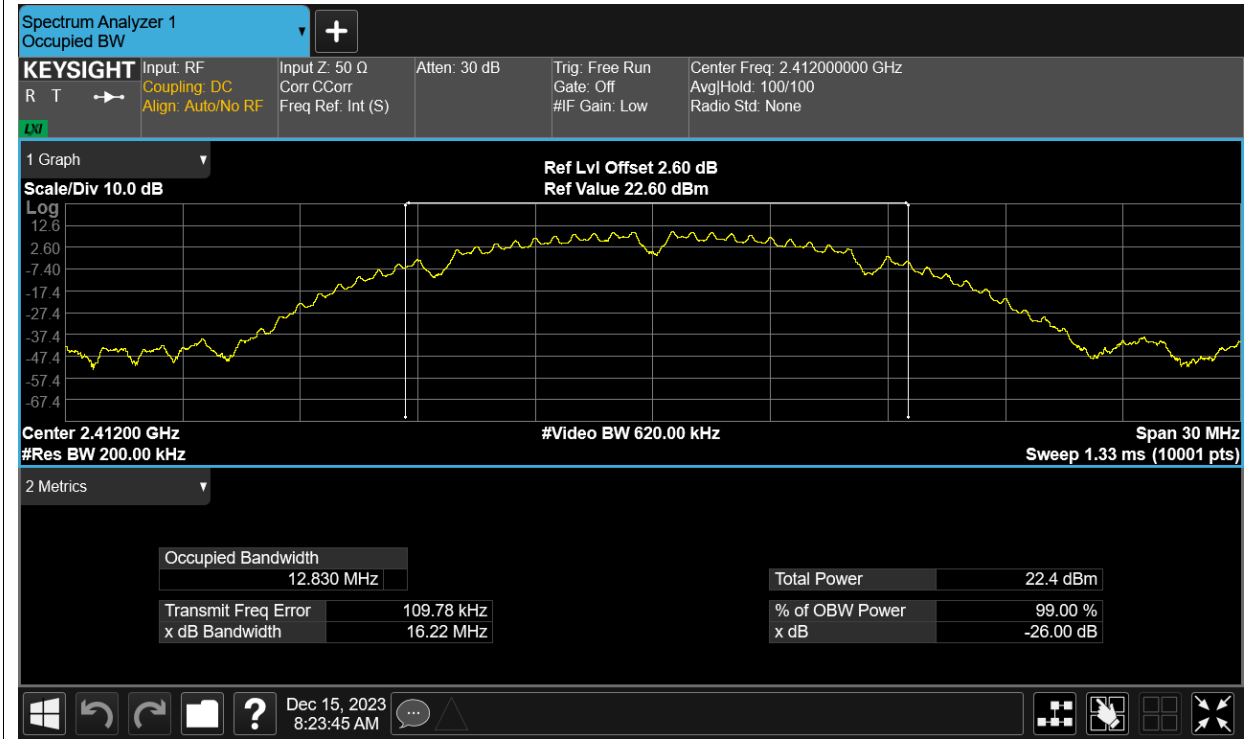 Spectrum Analyzer 1
Occupied BW
KEYSIGHT
R T
LXI
Input: RF
Coupling: DC
Align: Auto/No RF
Input Z: 50 Ω
Corr CCorr
Freq Ref: Int (S)
Atten: 30 dB
Trig: Free Run
Gate: Off
#IF Gain: Low
Center Freq: 2.412000000 GHz
Avg|Hold: 100/100
Radio Std: None
1 Graph
Scale/Div 10.0 dB
Ref Lvl Offset 2.60 dB
Ref Value 22.60 dBm
Log
12.6
2.60
-7.40
-17.4
-27.4
-37.4
-47.4
-57.4
-67.4
Center 2.41200 GHz
#Video BW 620.00 kHz
Span 30 MHz
#Res BW 200.00 kHz
Sweep 1.33 ms (10001 pts)
2 Metrics
Occupied Bandwidth
12.830 MHz
Total Power 22.4 dBm
Transmit Freq Error 109.78 kHz
% of OBW Power 99.00 %
x dB Bandwidth 16.22 MHz
x dB -26.00 dB
?
Dec 15, 2023
8:23:45 AM